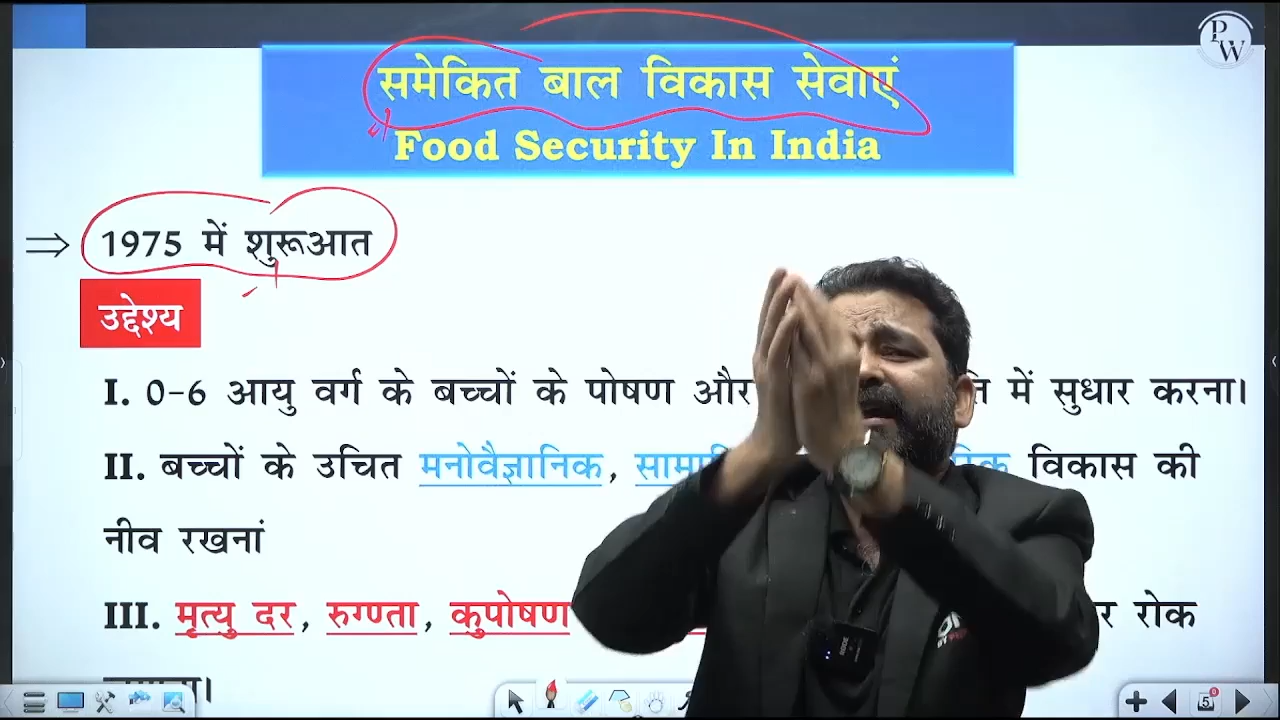 PW
समेकित बाल विकास सेवाएं
Food Security In India
1975 में शुरूआत
उद्देश्य
I. 0-6 आयु वर्ग के बच्चों के पोषण और में सुधार करना।
II. बच्चों के उचित मनोवैज्ञानिक, विकास की
नीव रखनां
III. मृत्यु दर, रुग्णता, कुपोषण रोक